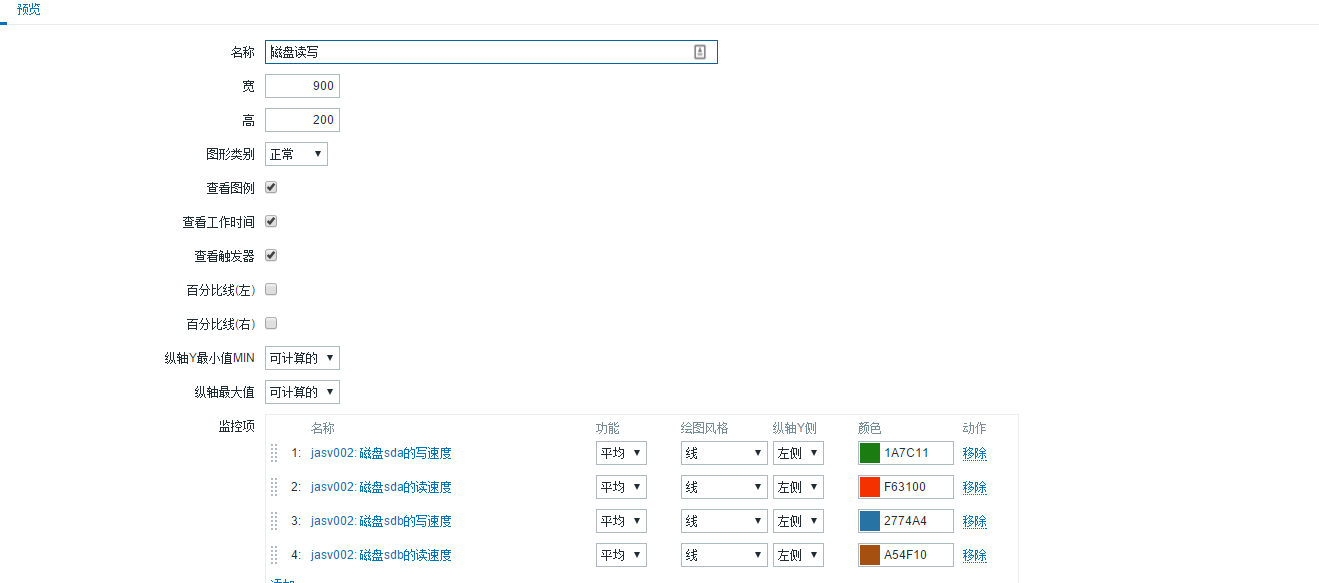 预览
名称 磁盘读写
宽 900
高 200
图形类别 正常
查看图例
查看工作时间
查看触发器
百分比线(左)
百分比线(右)
纵轴Y最小值MIN 可计算的
纵轴最大值 可计算的
监控项 名称 功能 绘图风格 纵轴Y侧 颜色 动作
1: jasv002: 磁盘sda的写速度 平均 线 左侧 1A7C11 移除
2: jasv002: 磁盘sda的读速度 平均 线 左侧 F63100 移除
3: jasv002: 磁盘sdb的写速度 平均 线 左侧 2774A4 移除
4: jasv002: 磁盘sdb的读速度 平均 线 左侧 A54F10 移除